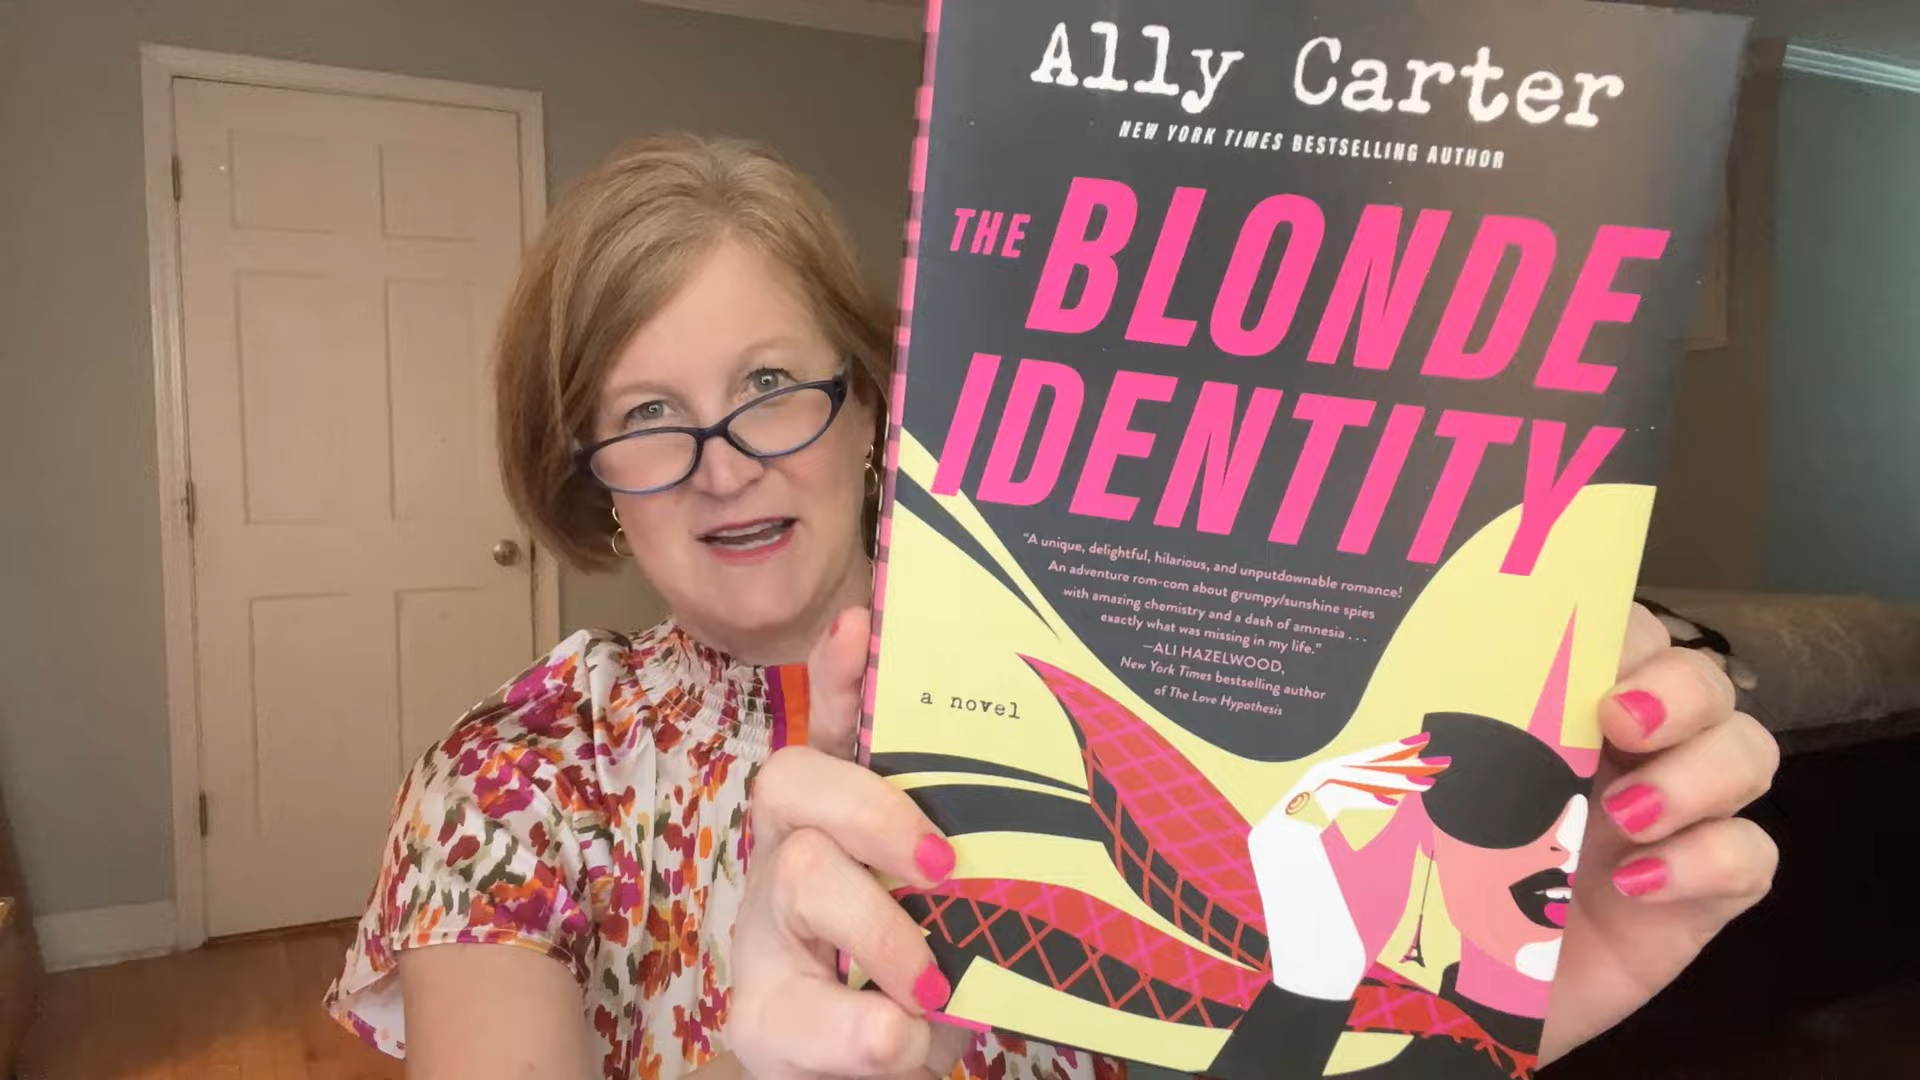 Ally Carter
NEW YORK TIMES BESTSELLING AUTHOR
THE BLONDE
IDENTITY
“A unique, delightful, hilarious, and unputdownable romance!
An adventure rom-com about grumpy/sunshine spies
with amazing chemistry and a dash of amnesia . . .
exactly what was missing in my life.”
—ALI HAZELWOOD,
New York Times bestselling author
of The Love Hypothesis
a novel